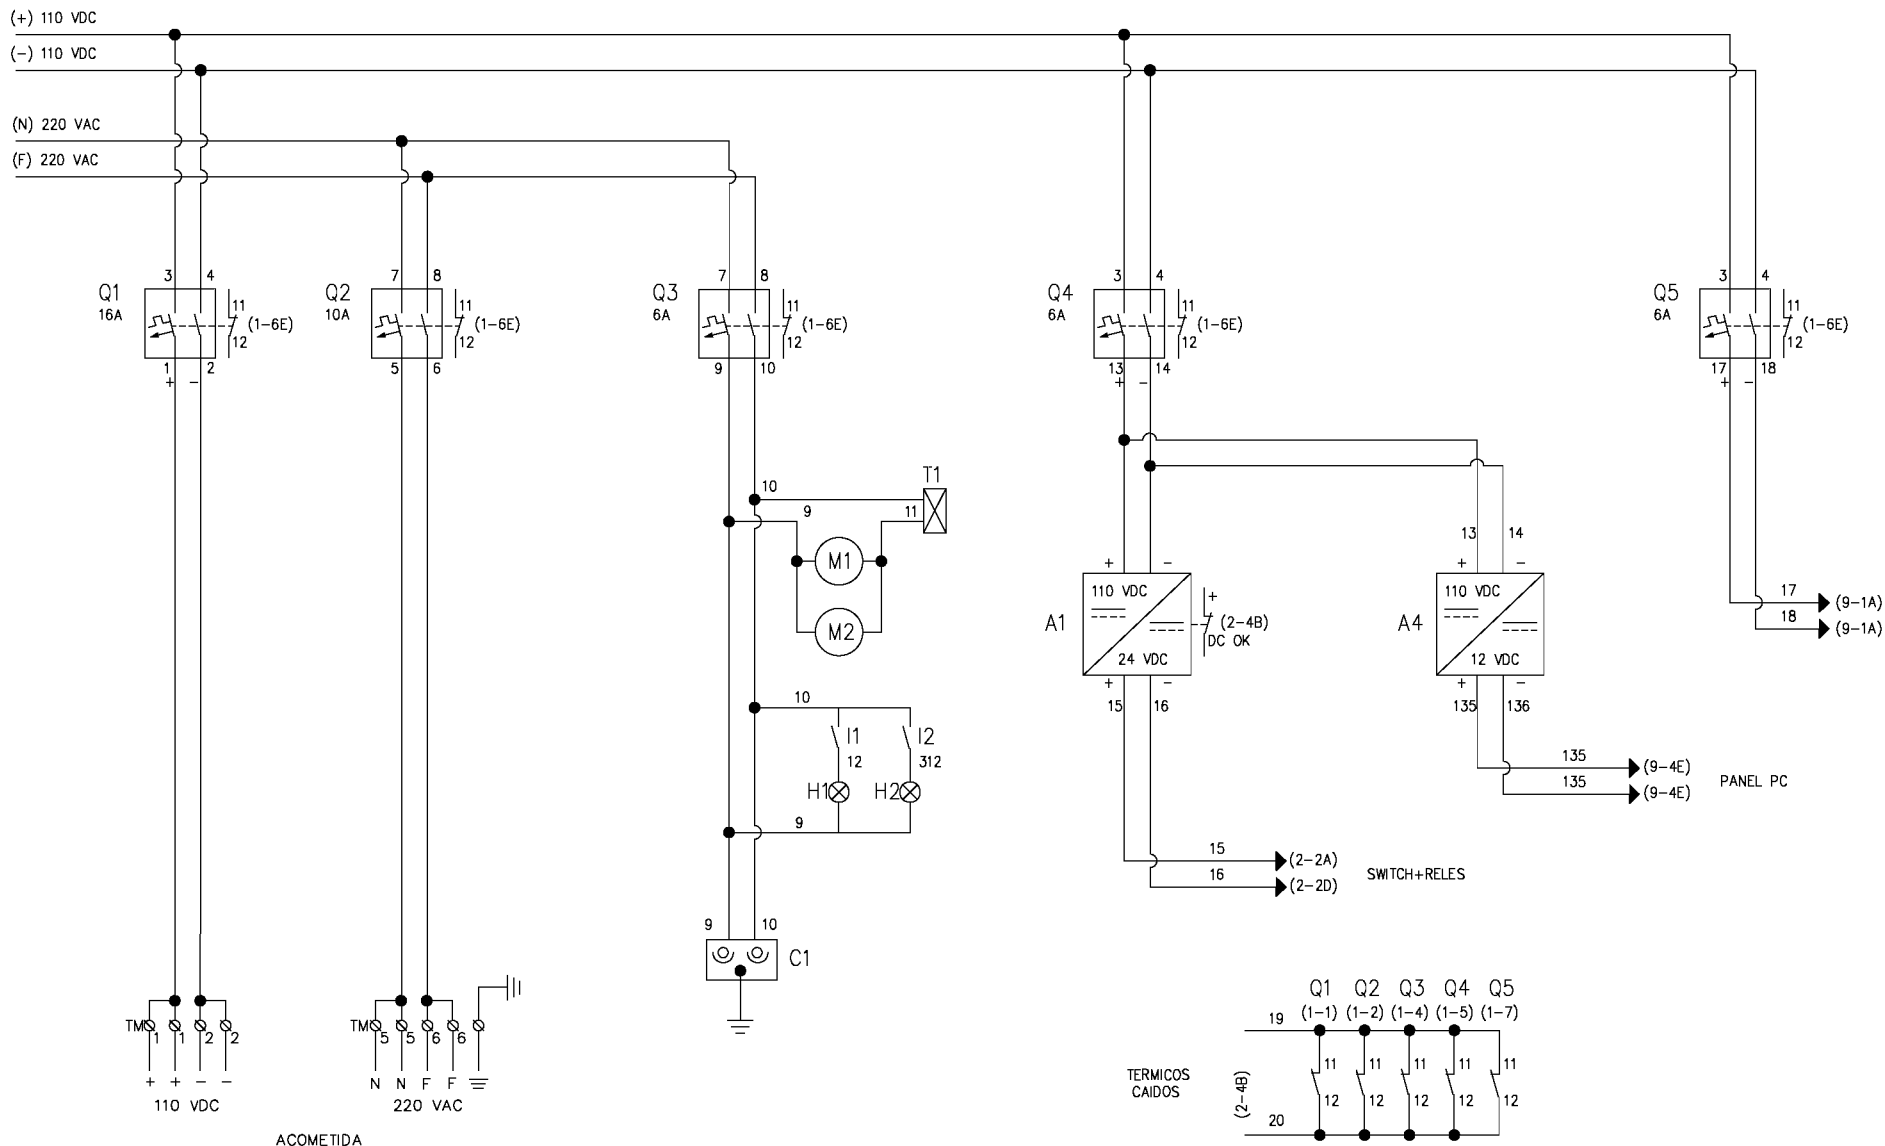 (+) 110 VDC
(-) 110 VDC
(N) 220 VAC
(F) 220 VAC
3 4
7 8
7 8
3 4
3 4
Q1
16A
11
(1-6E)
12
Q2
10A
11
(1-6E)
12
Q3
6A
11
(1-6E)
12
Q4
6A
11
(1-6E)
12
Q5
6A
11
(1-6E)
12
1 2
+ -
5 6
9 10
13 14
+ -
17 18
+ -
T1
10
9
11
M1
M2
13 14
+ -
110 VDC
A1
24 VDC
+
(2-4B)
DC OK
+ -
15 16
+ -
110 VDC
A4
12 VDC
+ -
135 136
17
(9-1A)
18
(9-1A)
10
I1
12
I2
312
H1
H2
9
135
(9-4E)
135
(9-4E)
PANEL PC
15
(2-2A)
16
(2-2D)
SWITCH+RELES
9 10
C1
TM
1 1 2 2
+ + - -
110 VDC
TM
5 5 6 6
N N F F
220 VAC
ACOMETIDA
Q1 Q2 Q3 Q4 Q5
(1-1) (1-2) (1-4) (1-5) (1-7)
19
11 11 11 11 11
TERMICOS
CAIDOS
(2-4B)
12 12 12 12 12
20